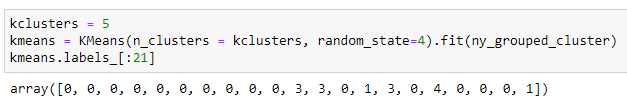 kclusters = 5
kmeans = KMeans(n_clusters = kclusters, random_state=4).fit(ny_grouped_cluster)
kmeans.labels_[:21]
array([0, 0, 0, 0, 0, 0, 0, 0, 0, 0, 3, 3, 0, 1, 3, 0, 4, 0, 0, 0, 1])